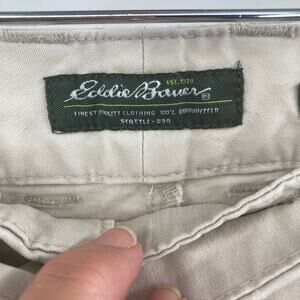 EST. 1920
Eddie Bauer ®
FINEST QUALITY CLOTHING 100% GUARANTEED
SEATTLE - USA